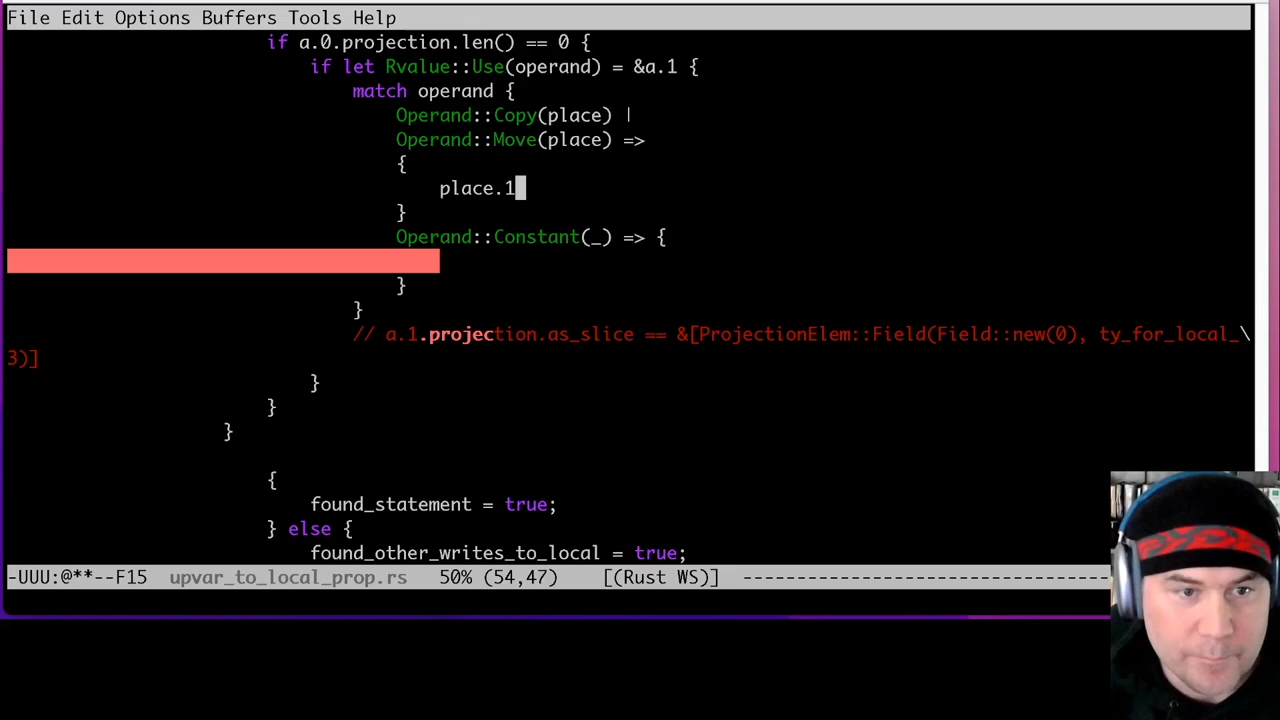 File Edit Options Buffers Tools Help
if a.0.projection.len() == 0 {
if let Rvalue::Use(operand) = &a.1 {
match operand {
Operand::Copy(place) |
Operand::Move(place) =>
{
place.1
}
Operand::Constant(_) => {
}
}
// a.1.projection.as_slice == &[ProjectionElem::Field(Field::new(0), ty_for_local_\
3)]
}
}
}
{
found_statement = true;
} else {
found_other_writes_to_local = true;
-UUU:@**--F15 upvar_to_local_prop.rs 50% (54,47) [(Rust WS)] ----------------------------------